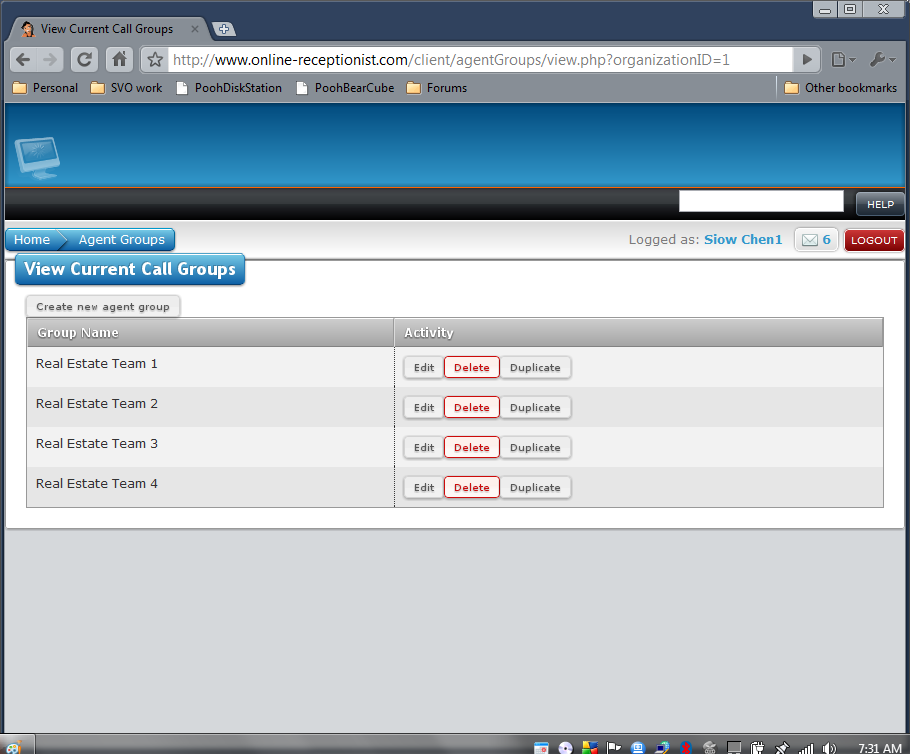 View Current Call Groups
http://www.online-receptionist.com/client/agentGroups/view.php?organizationID=1
Personal SVO work PoohDiskStation PoohBearCube Forums Other bookmarks
HELP
Home Agent Groups Logged as: Siow Chen1 6 LOGOUT
View Current Call Groups
Create new agent group
Group Name Activity
Real Estate Team 1 Edit Delete Duplicate
Real Estate Team 2 Edit Delete Duplicate
Real Estate Team 3 Edit Delete Duplicate
Real Estate Team 4 Edit Delete Duplicate
7:31 AM